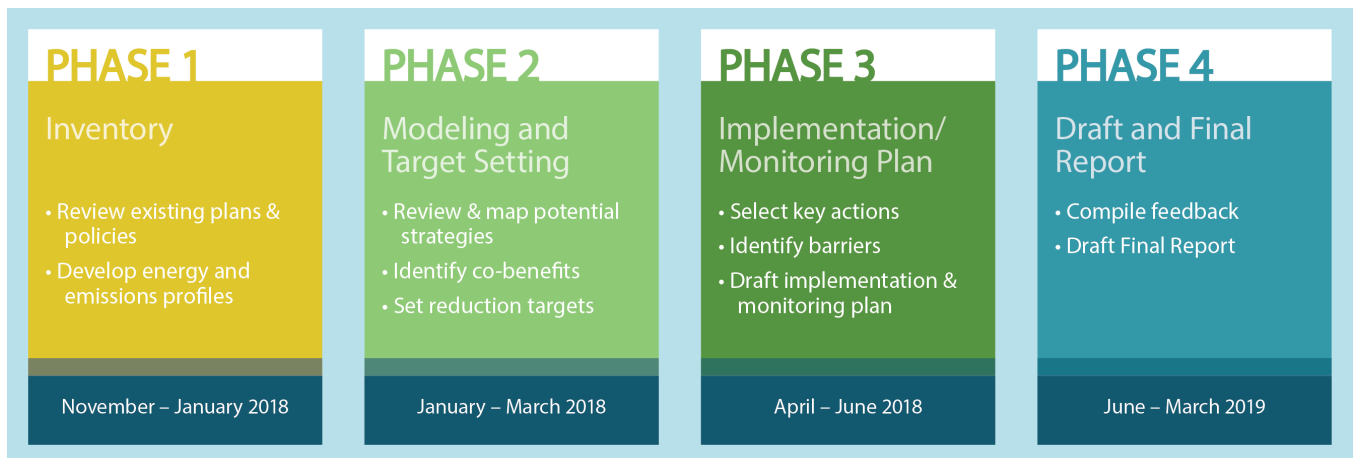 PHASE 1
Inventory
• Review existing plans &
policies
• Develop energy and
emissions profiles
November – January 2018
PHASE 2
Modeling and
Target Setting
• Review & map potential
strategies
• Identify co-benefits
• Set reduction targets
January – March 2018
PHASE 3
Implementation/
Monitoring Plan
• Select key actions
• Identify barriers
• Draft implementation &
monitoring plan
April – June 2018
PHASE 4
Draft and Final
Report
• Compile feedback
• Draft Final Report
June – March 2019